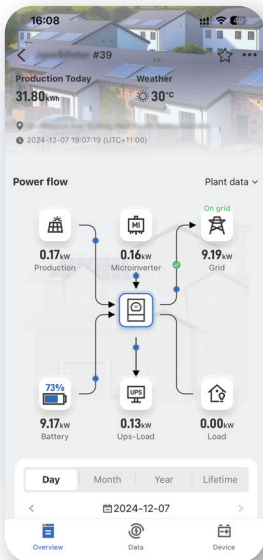 16:08
#39
Production Today
Weather
31.80kWh
30°C
2024-12-07 19:07:19 (UTC+11:00)
Power flow
Plant data
On grid
MI
0.17kW
0.16kW
9.19kW
Production
Microinverter
Grid
73%
UPS
9.17kW
0.13kW
0.00kW
Battery
Ups-Load
Load
Day
Month
Year
Lifetime
2024-12-07
Overview
Data
Device